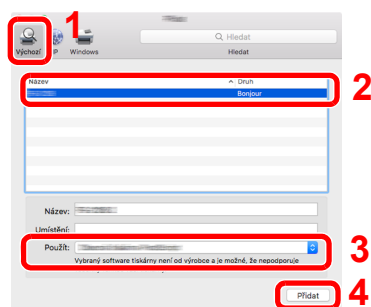 1
Hledat
Výchozí IP Windows Hledat
Název Druh
Bonjour
2
Název:
Umístění:
Použít:
3
Vybraný software tiskárny není od výrobce a je možné, že nepodporuje
Přidat
4